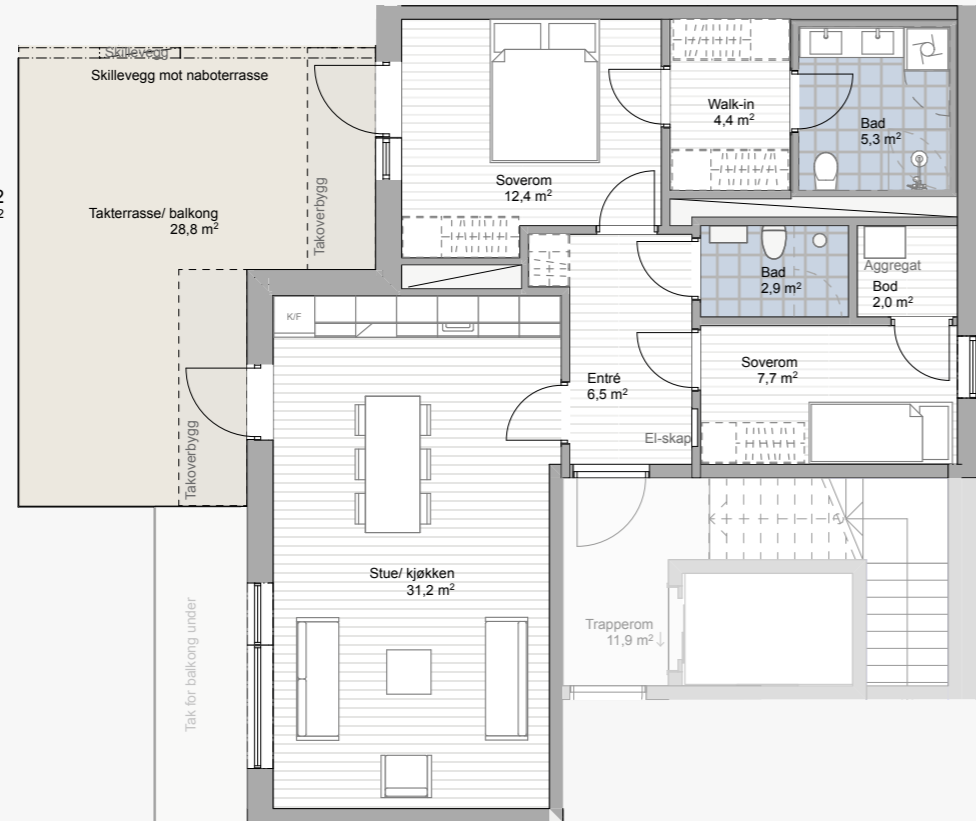 Skillevegg
Skillevegg mot naboterrasse
Takoverbygg
Takterrasse/ balkong
28,8 m²
Soverom
12,4 m²
Walk-in
4,4 m²
Bad
5,3 m²
Bad
2,9 m²
Aggregat
Bod
2,0 m²
K/F
Entré
6,5 m²
Soverom
7,7 m²
El-skap
Takoverbygg
Stue/ kjøkken
31,2 m²
Trapperom
11,9 m²
Tak for balkong under